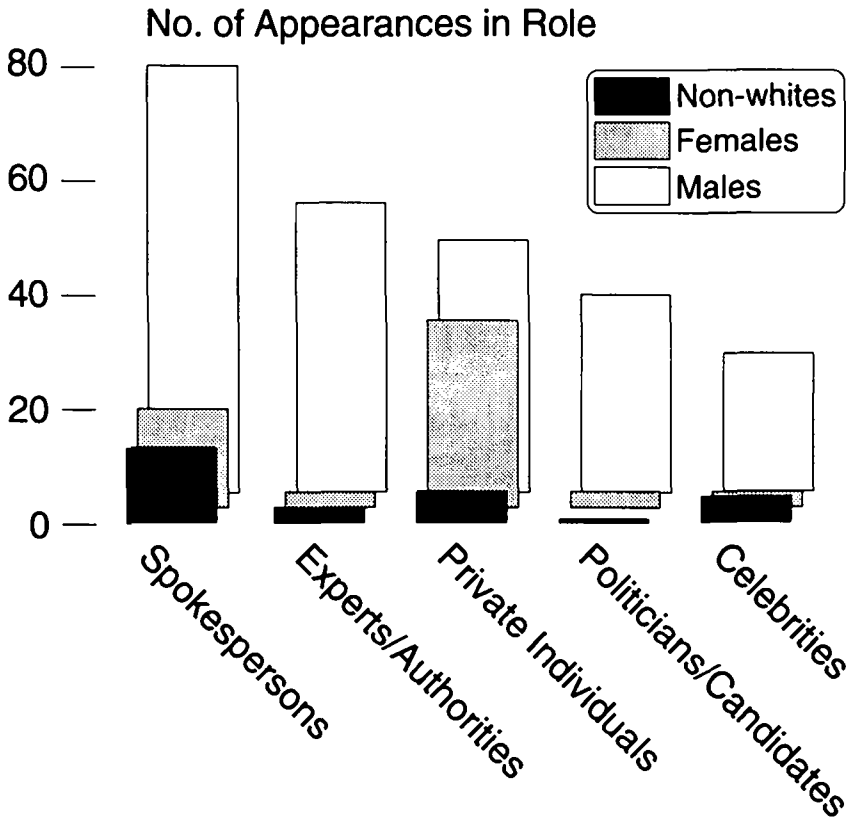 No. of Appearances in Role
80
60
40
20
0
Non-whites
Females
Males
Spokespersons
Experts/Authorities
Private Individuals
Politicians/Candidates
Celebrities